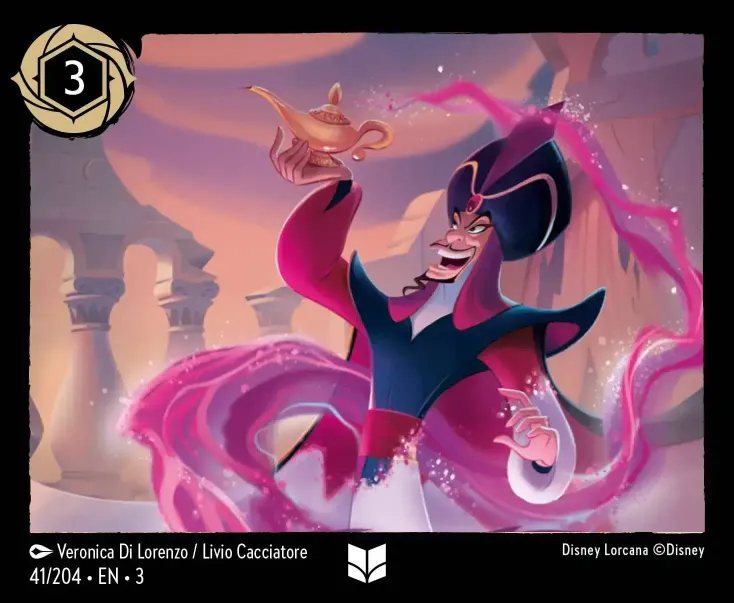 3
Veronica Di Lorenzo / Livio Cacciatore
Disney Lorcana ©Disney
41/204 • EN • 3